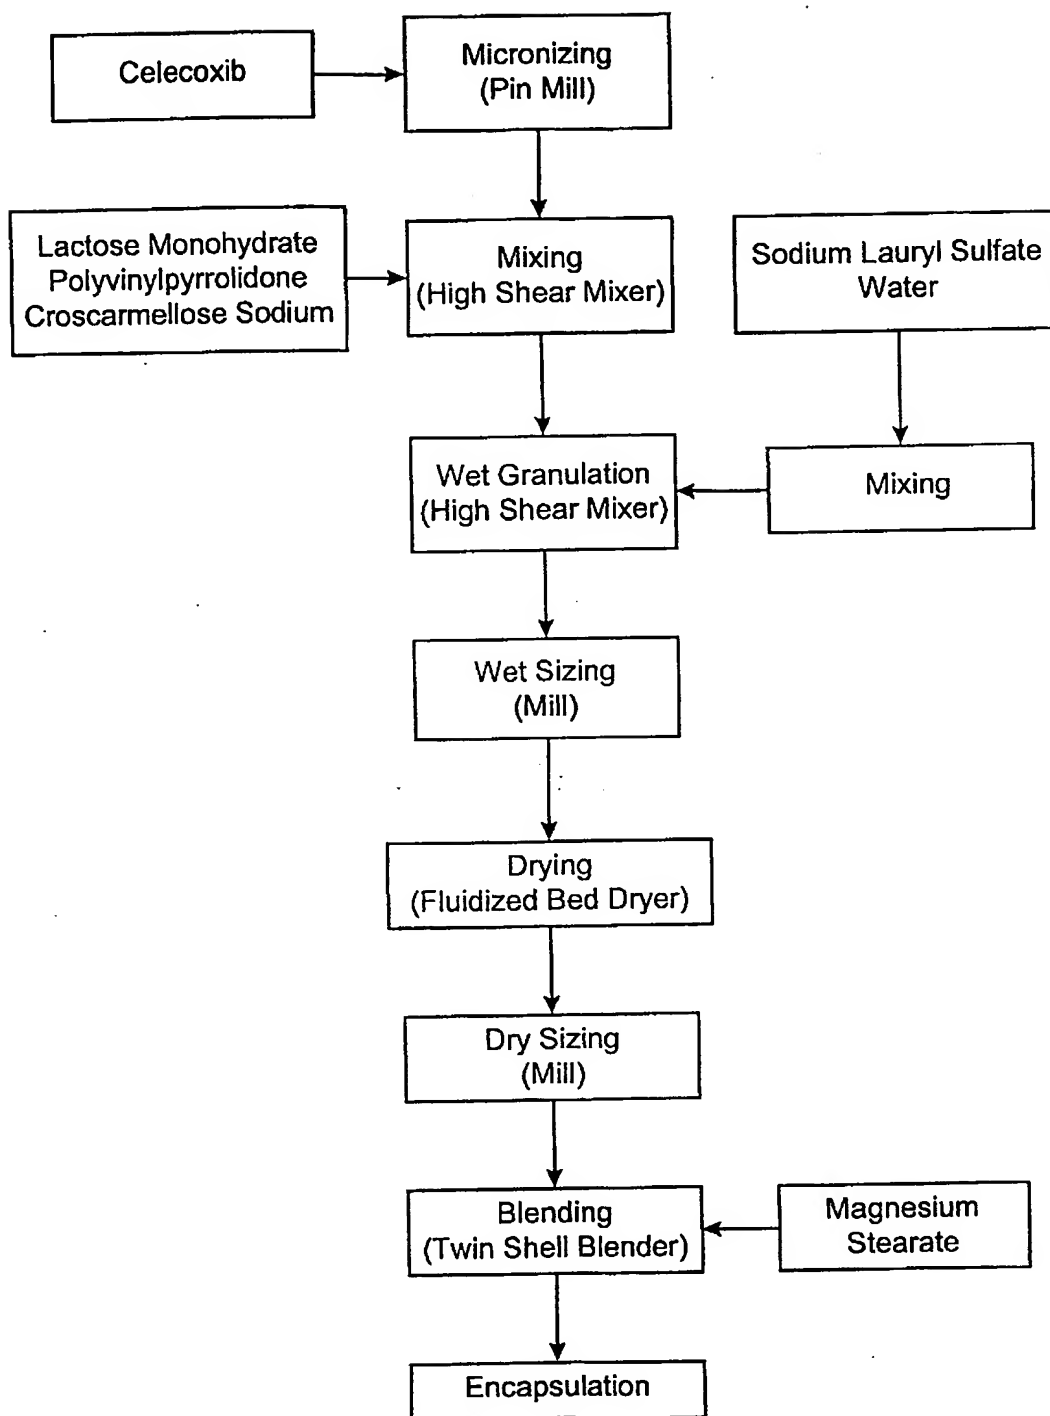 Celecoxib
Micronizing
(Pin Mill)
Lactose Monohydrate
Polyvinylpyrrolidone
Croscarmellose Sodium
Mixing
(High Shear Mixer)
Sodium Lauryl Sulfate
Water
Wet Granulation
(High Shear Mixer)
Mixing
Wet Sizing
(Mill)
Drying
(Fluidized Bed Dryer)
Dry Sizing
(Mill)
Blending
(Twin Shell Blender)
Magnesium
Stearate
Encapsulation